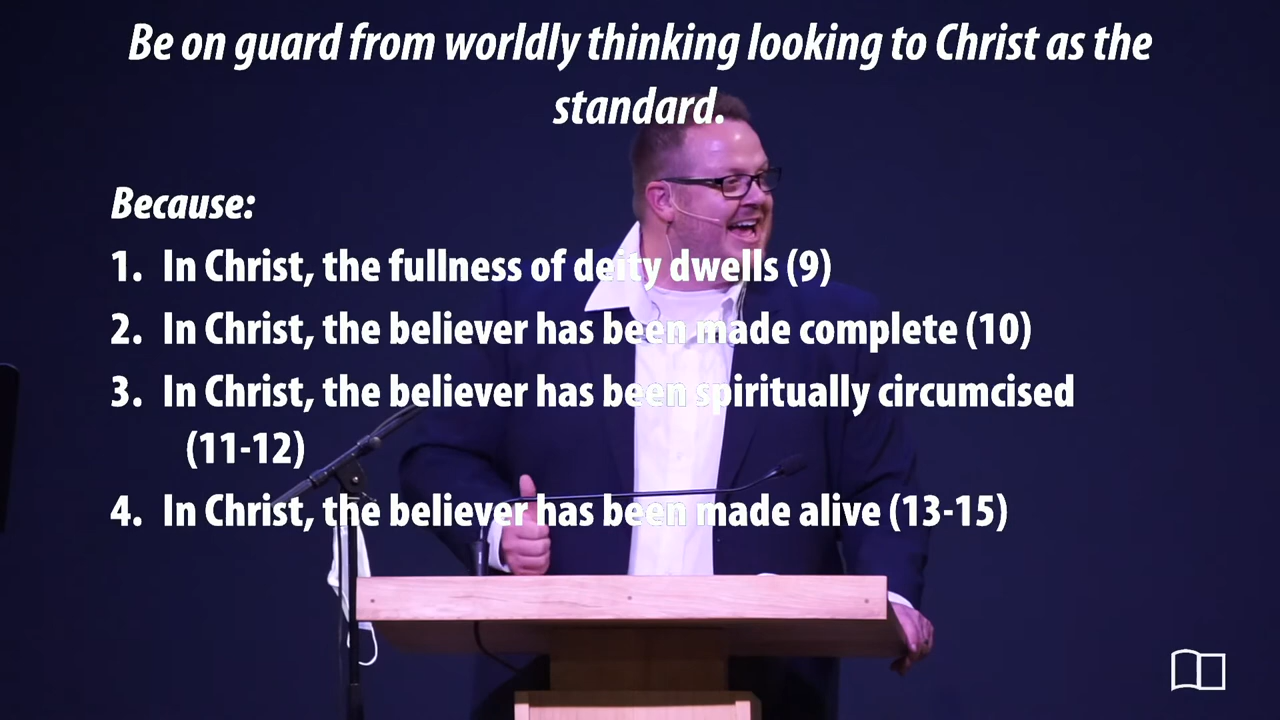 Be on guard from worldly thinking looking to Christ as the
standard.
Because:
1. In Christ, the fullness of deity dwells (9)
2. In Christ, the believer has been made complete (10)
3. In Christ, the believer has been spiritually circumcised
(11-12)
4. In Christ, the believer has been made alive (13-15)